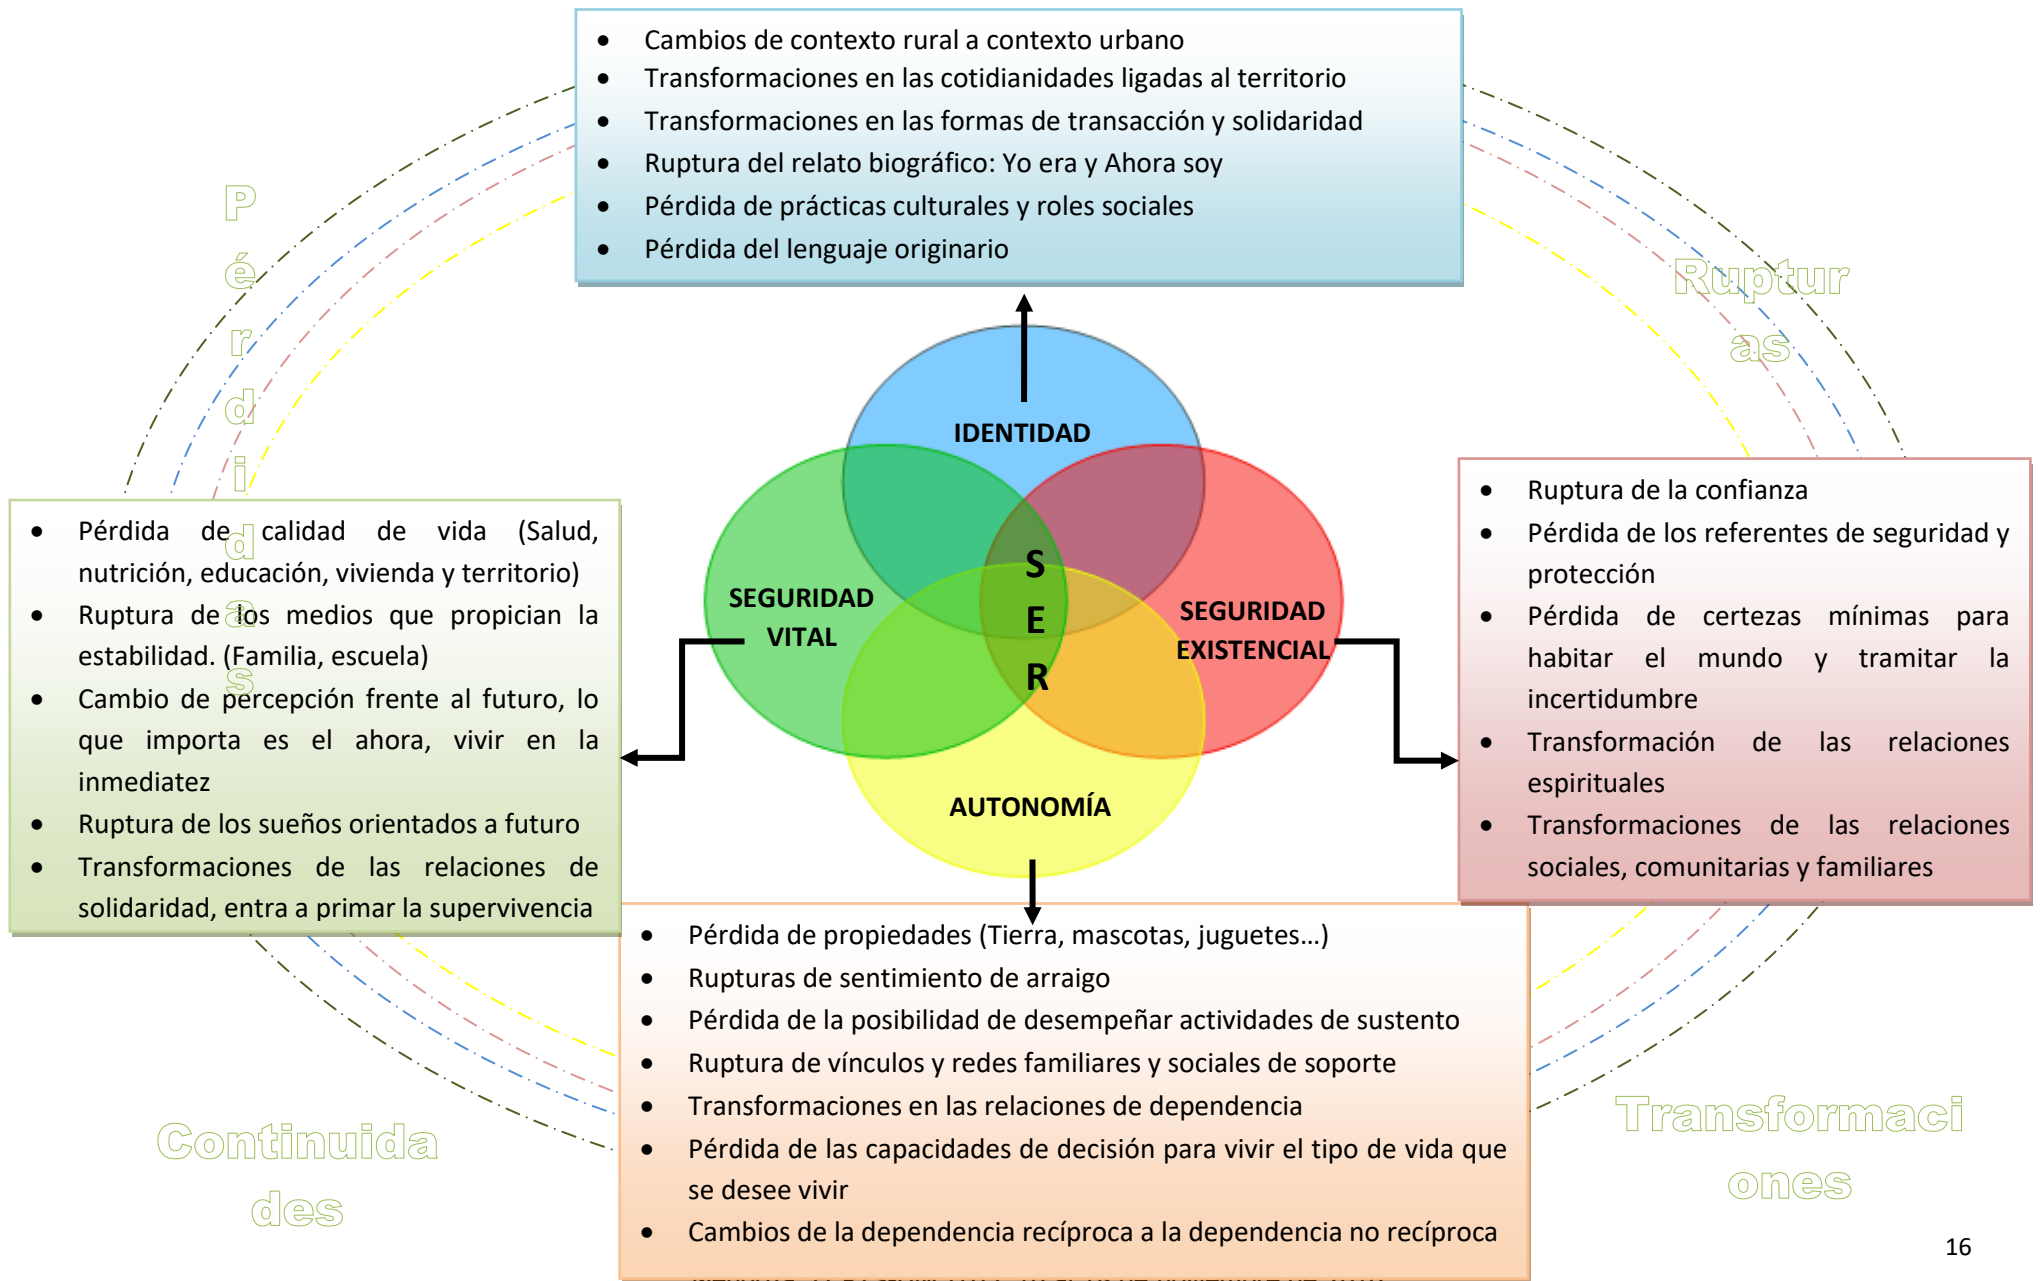 • Cambios de contexto rural a contexto urbano
• Transformaciones en las cotidianidades ligadas al territorio
• Transformaciones en las formas de transacción y solidaridad
• Ruptura del relato biográfico: Yo era y Ahora soy
• Pérdida de prácticas culturales y roles sociales
• Pérdida del lenguaje originario
P
é
r
d
i
d
a
s
Ruptur
as
IDENTIDAD
SEGURIDAD
VITAL
S
E
R
SEGURIDAD
EXISTENCIAL
AUTONOMÍA
• Pérdida de calidad de vida (Salud,
nutrición, educación, vivienda y territorio)
• Ruptura de los medios que propician la
estabilidad. (Familia, escuela)
• Cambio de percepción frente al futuro, lo
que importa es el ahora, vivir en la
inmediatez
• Ruptura de los sueños orientados a futuro
• Transformaciones de las relaciones de
solidaridad, entra a primar la supervivencia
• Ruptura de la confianza
• Pérdida de los referentes de seguridad y
protección
• Pérdida de certezas mínimas para
habitar el mundo y tramitar la
incertidumbre
• Transformación de las relaciones
espirituales
• Transformaciones de las relaciones
sociales, comunitarias y familiares
• Pérdida de propiedades (Tierra, mascotas, juguetes…)
• Rupturas de sentimiento de arraigo
• Pérdida de la posibilidad de desempeñar actividades de sustento
• Ruptura de vínculos y redes familiares y sociales de soporte
• Transformaciones en las relaciones de dependencia
• Pérdida de las capacidades de decisión para vivir el tipo de vida que
se desee vivir
• Cambios de la dependencia recíproca a la dependencia no recíproca
Continuida
des
Transformaci
ones
16